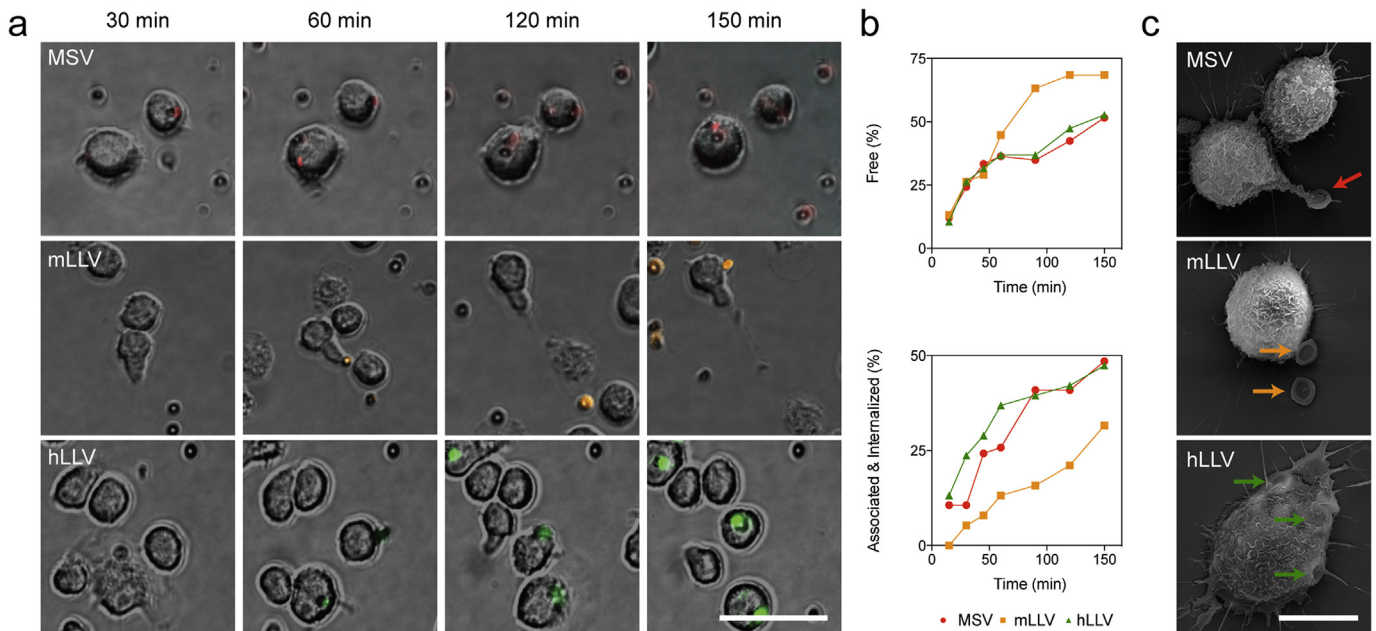 a
30 min
60 min
120 min
150 min
MSV
mLLV
hLLV
b
75
50
25
0
Free (%)
0
50
100
150
Time (min)
50
25
0
Associated & Internalized (%)
0
50
100
150
Time (min)
MSV
mLLV
hLLV
c
MSV
mLLV
hLLV